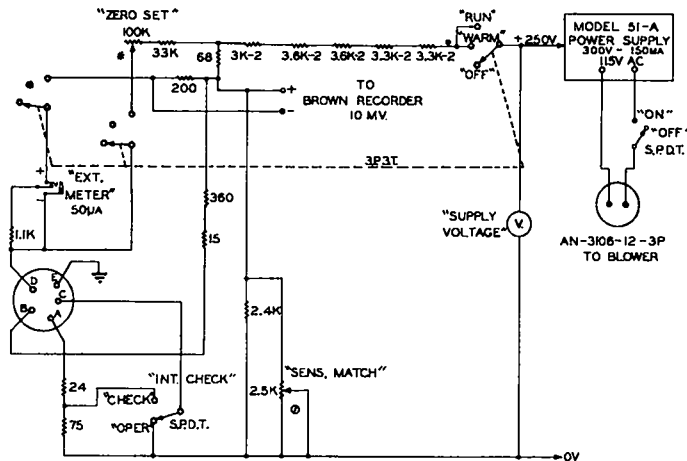 "ZERO SET"
100K
33K
68
3K-2
3.6K-2
3.6K-2
3.3K-2
3.3K-2
"RUN"
"WARM"
"OFF"
+250V
MODEL 51-A
POWER SUPPLY
300V - 150MA
115V AC
200
+
-
TO
BROWN RECORDER
10 MV.
"ON"
"OFF"
S.P.D.T.
3P3T
+
"EXT.
METER"
50µA
-
360
15
1.1K
"SUPPLY
VOLTAGE"
V.
AN-3106-12-3P
TO BLOWER
D
E
C
B
A
2.4K
24
"INT. CHECK"
"SENS. MATCH"
"CHECK"
2.5K
75
"OPER"
S.P.D.T.
0V